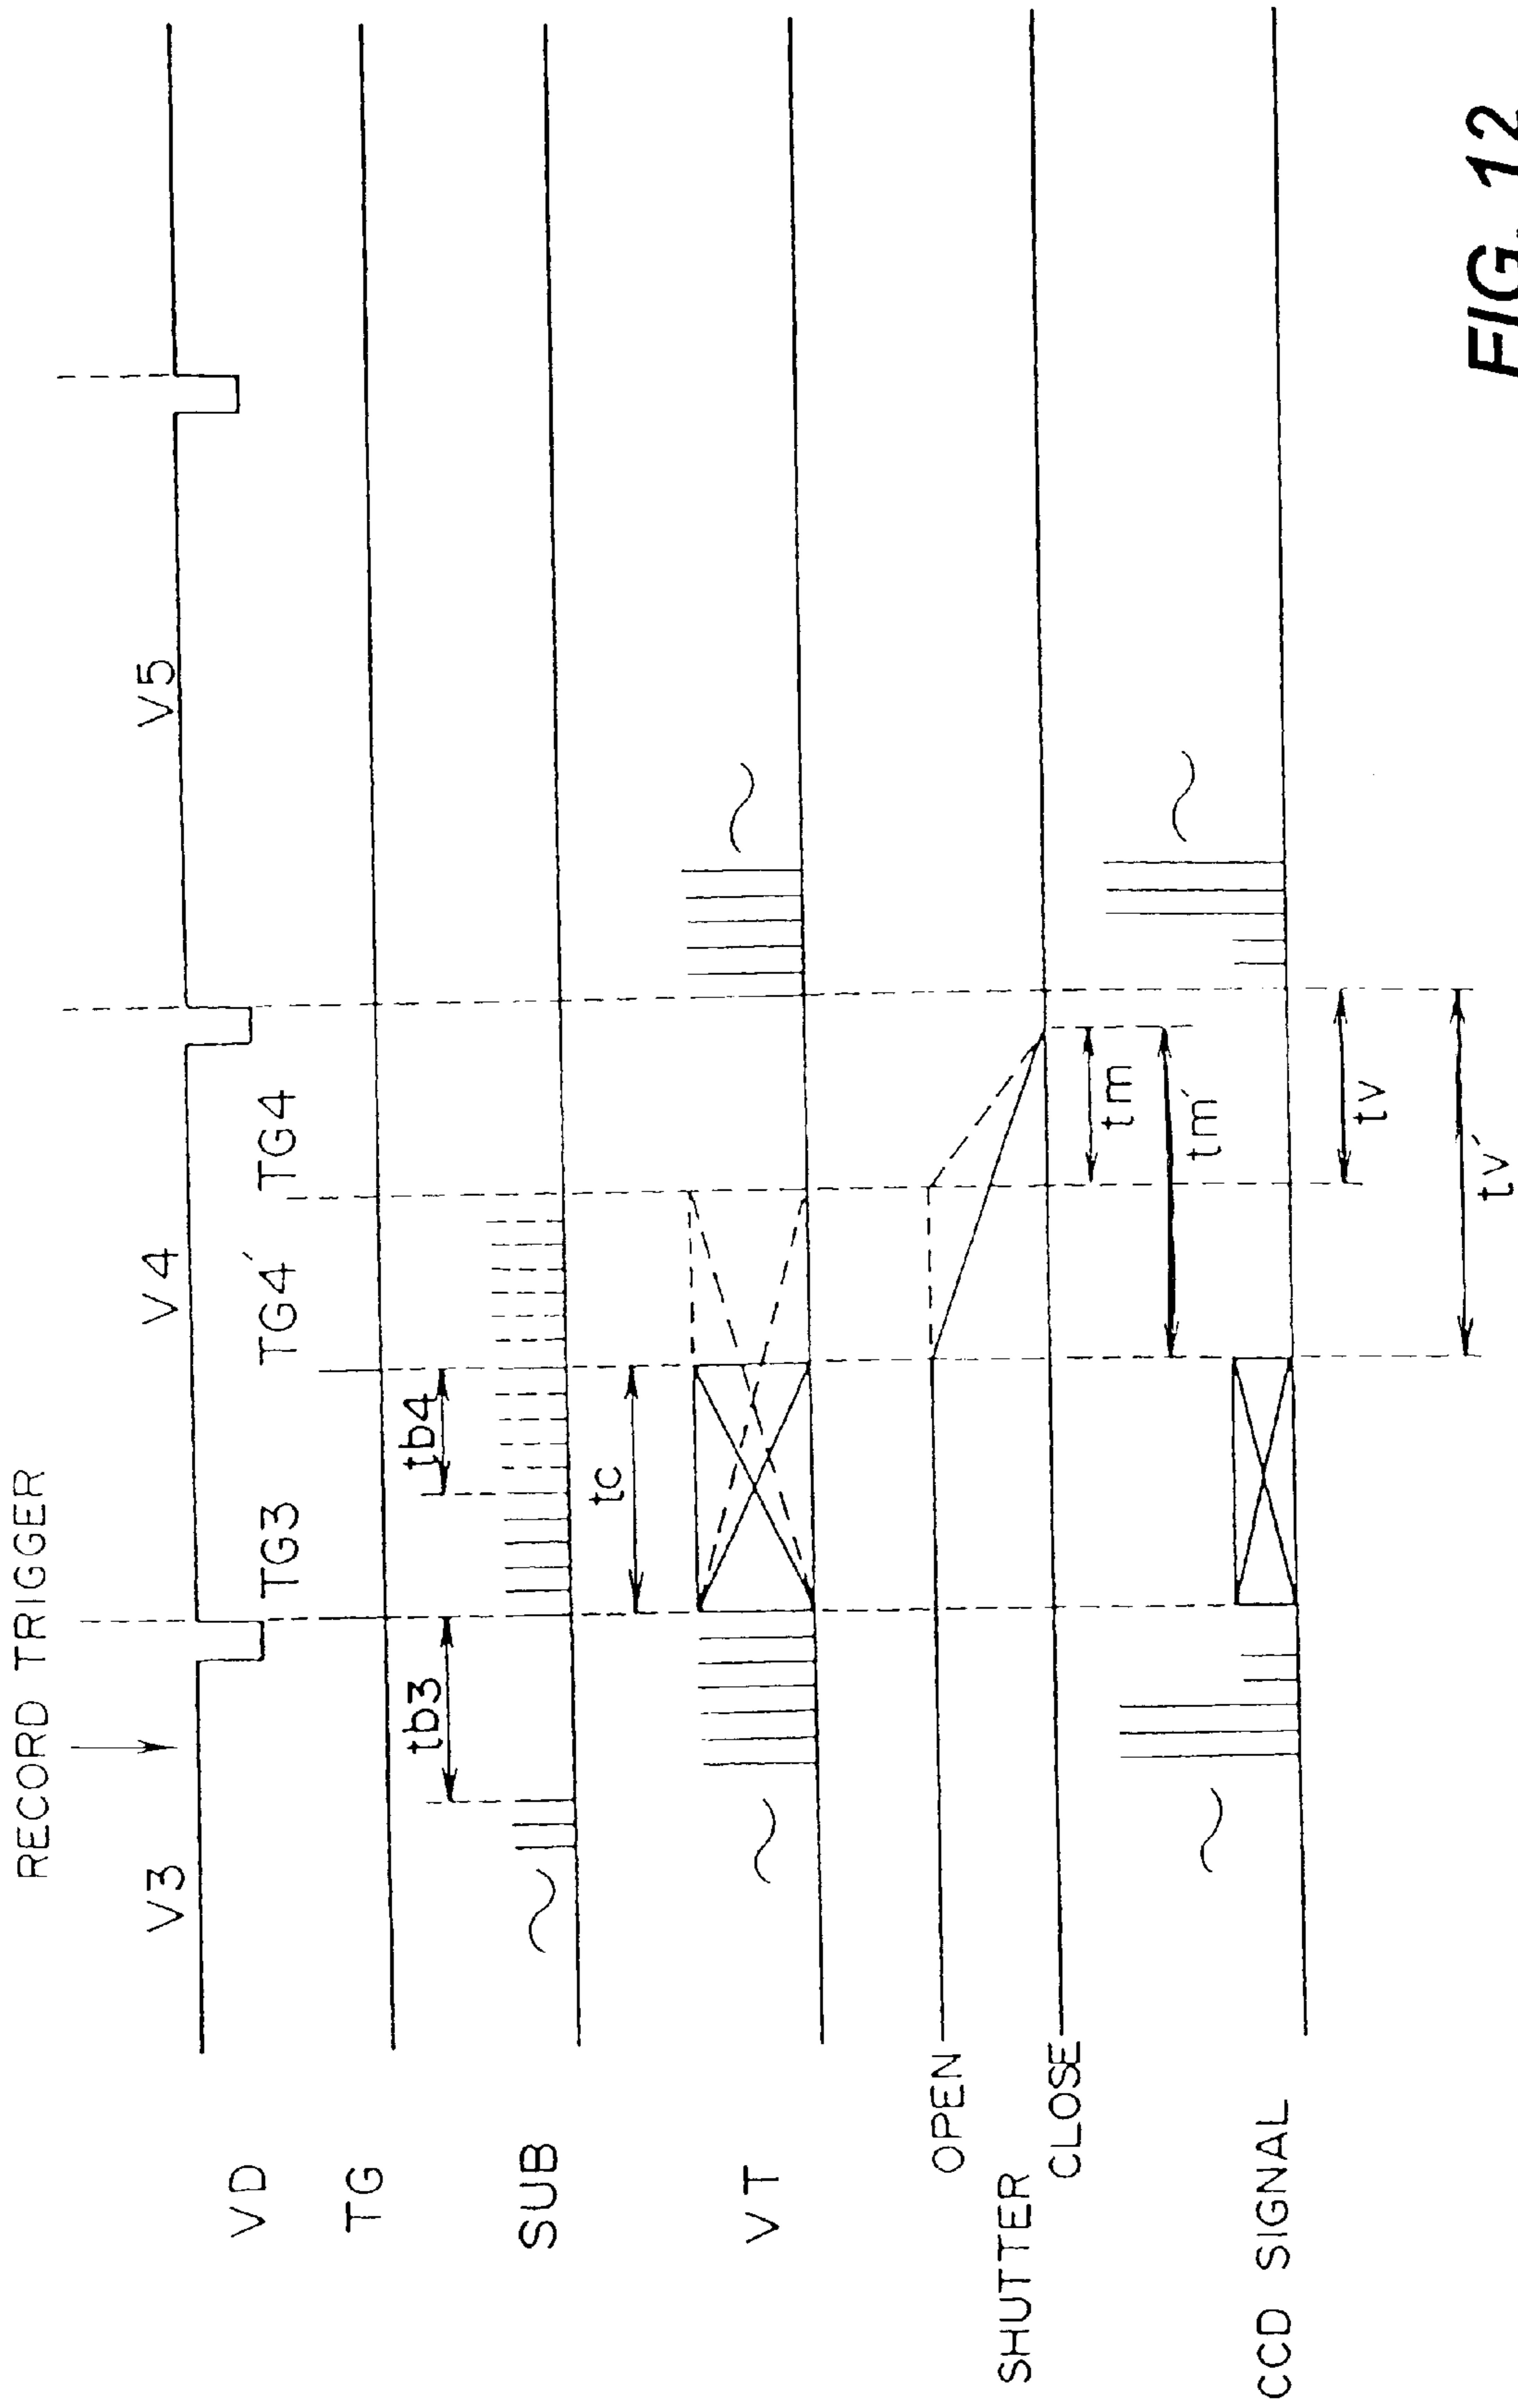 RECORD TRIGGER
V3
V4
V5
VD
TG3
TG4´
TG4
TG
tb3
tb4
SUB
tc
VT
OPEN
SHUTTER
CLOSE
tm
tm´
CCD SIGNAL
tv
tv´
FIG. 12